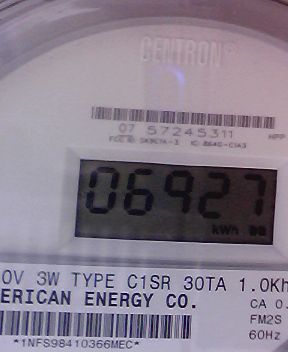 CENTRON®
07 57245311
06927
kWh
0V 3W TYPE C1SR 30TA 1.0Kh
ERICAN ENERGY CO.
CA 0.
FM2S
60Hz
*1NFS98410366MEC*